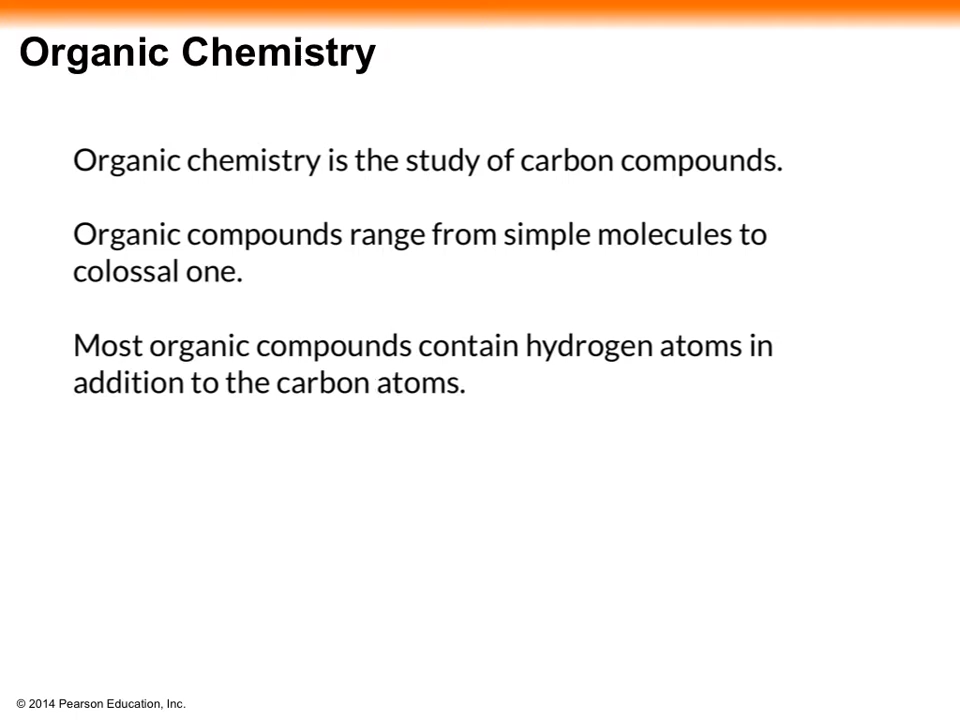 Organic Chemistry
Organic chemistry is the study of carbon compounds.
Organic compounds range from simple molecules to
colossal one.
Most organic compounds contain hydrogen atoms in
addition to the carbon atoms.
© 2014 Pearson Education, Inc.